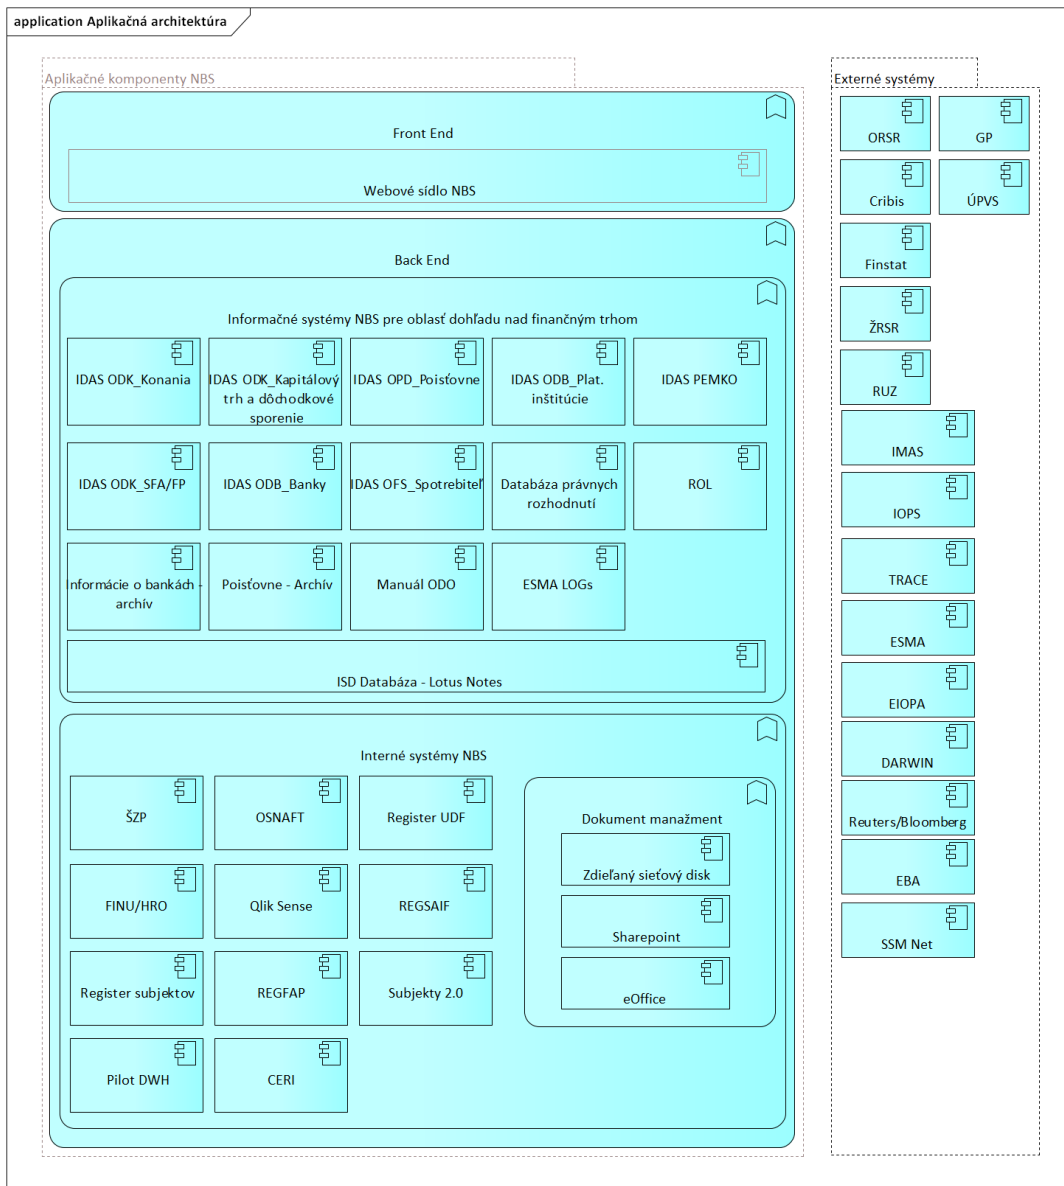 application Aplikačná architektúra
Aplikačné komponenty NBS
Front End
Webové sídlo NBS
Back End
Informačné systémy NBS pre oblasť dohľadu nad finančným trhom
IDAS ODK_Konania
IDAS ODK_Kapitálový
trh a dôchodkové
sporenie
IDAS OPD_Poisťovne
IDAS ODB_Plat.
inštitúcie
IDAS PEMKO
IDAS ODK_SFA/FP
IDAS ODB_Banky
IDAS OFS_Spotrebiteľ
Databáza právnych
rozhodnutí
ROL
Informácie o bankách -
archív
Poisťovne - Archív
Manuál ODO
ESMA LOGs
ISD Databáza - Lotus Notes
Interné systémy NBS
ŠZP
OSNAFT
Register UDF
FINU/HRO
Qlik Sense
REGSAIF
Register subjektov
REGFAP
Subjekty 2.0
Pilot DWH
CERI
Dokument manažment
Zdieľaný sieťový disk
Sharepoint
eOffice
Externé systémy
ORSR
GP
Cribis
ÚPVS
Finstat
ŽRSR
RUZ
IMAS
IOPS
TRACE
ESMA
EIOPA
DARWIN
Reuters/Bloomberg
EBA
SSM Net